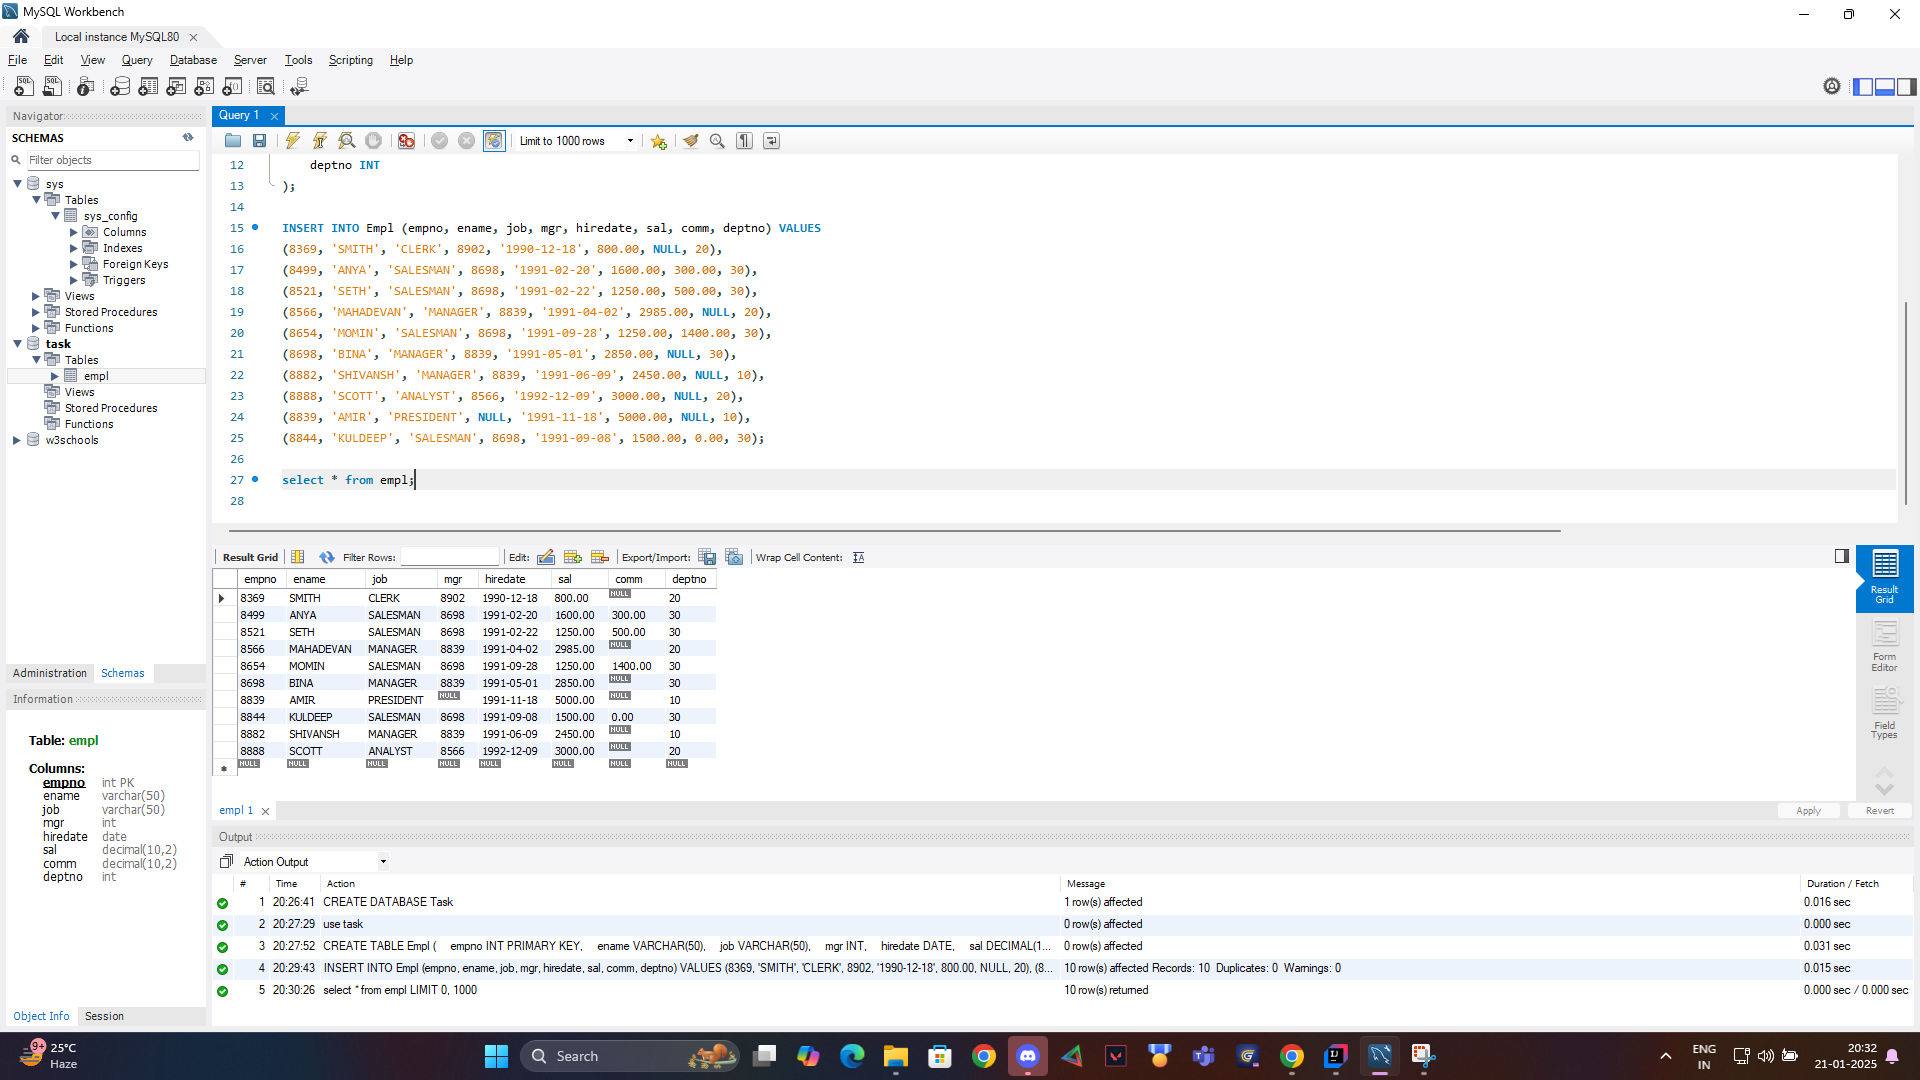 MySQL Workbench
Local instance MySQL80
File Edit View Query Database Server Tools Scripting Help
Navigator
SCHEMAS
Filter objects
sys
Tables
sys_config
Columns
Indexes
Foreign Keys
Triggers
Views
Stored Procedures
Functions
task
Tables
empl
Views
Stored Procedures
Functions
w3schools
Administration Schemas
Information
Table: empl
Columns:
empno int PK
ename varchar(50)
job varchar(50)
mgr int
hiredate date
sal decimal(10,2)
comm decimal(10,2)
deptno int
Object Info Session
Query 1
Limit to 1000 rows
12 deptno INT
13 );
14
15 INSERT INTO Empl (empno, ename, job, mgr, hiredate, sal, comm, deptno) VALUES
16 (8369, 'SMITH', 'CLERK', 8902, '1990-12-18', 800.00, NULL, 20),
17 (8499, 'ANYA', 'SALESMAN', 8698, '1991-02-20', 1600.00, 300.00, 30),
18 (8521, 'SETH', 'SALESMAN', 8698, '1991-02-22', 1250.00, 500.00, 30),
19 (8566, 'MAHADEVAN', 'MANAGER', 8839, '1991-04-02', 2985.00, NULL, 20),
20 (8654, 'MOMIN', 'SALESMAN', 8698, '1991-09-28', 1250.00, 1400.00, 30),
21 (8698, 'BINA', 'MANAGER', 8839, '1991-05-01', 2850.00, NULL, 30),
22 (8882, 'SHIVANSH', 'MANAGER', 8839, '1991-06-09', 2450.00, NULL, 10),
23 (8888, 'SCOTT', 'ANALYST', 8566, '1992-12-09', 3000.00, NULL, 20),
24 (8839, 'AMIR', 'PRESIDENT', NULL, '1991-11-18', 5000.00, NULL, 10),
25 (8844, 'KULDEEP', 'SALESMAN', 8698, '1991-09-08', 1500.00, 0.00, 30);
26
27 select * from empl;
28
Result Grid Filter Rows: Edit: Export/Import: Wrap Cell Content:
empno ename job mgr hiredate sal comm deptno
8369 SMITH CLERK 8902 1990-12-18 800.00 NULL 20
8499 ANYA SALESMAN 8698 1991-02-20 1600.00 300.00 30
8521 SETH SALESMAN 8698 1991-02-22 1250.00 500.00 30
8566 MAHADEVAN MANAGER 8839 1991-04-02 2985.00 NULL 20
8654 MOMIN SALESMAN 8698 1991-09-28 1250.00 1400.00 30
8698 BINA MANAGER 8839 1991-05-01 2850.00 NULL 30
8839 AMIR PRESIDENT NULL 1991-11-18 5000.00 NULL 10
8844 KULDEEP SALESMAN 8698 1991-09-08 1500.00 0.00 30
8882 SHIVANSH MANAGER 8839 1991-06-09 2450.00 NULL 10
8888 SCOTT ANALYST 8566 1992-12-09 3000.00 NULL 20
NULL NULL NULL NULL NULL NULL NULL NULL
Result
Grid
Form
Editor
Field
Types
empl 1
Apply Revert
Output
Action Output
# Time Action Message Duration / Fetch
1 20:26:41 CREATE DATABASE Task 1 row(s) affected 0.016 sec
2 20:27:29 use task 0 row(s) affected 0.000 sec
3 20:27:52 CREATE TABLE Empl ( empno INT PRIMARY KEY, ename VARCHAR(50), job VARCHAR(50), mgr INT, hiredate DATE, sal DECIMAL(1... 0 row(s) affected 0.031 sec
4 20:29:43 INSERT INTO Empl (empno, ename, job, mgr, hiredate, sal, comm, deptno) VALUES (8369, 'SMITH', 'CLERK', 8902, '1990-12-18', 800.00, NULL, 20), (8... 10 row(s) affected Records: 10 Duplicates: 0 Warnings: 0 0.015 sec
5 20:30:26 select * from empl LIMIT 0, 1000 10 row(s) returned 0.000 sec / 0.000 sec
9+
25°C
Haze
Search
ENG
IN
20:32
21-01-2025